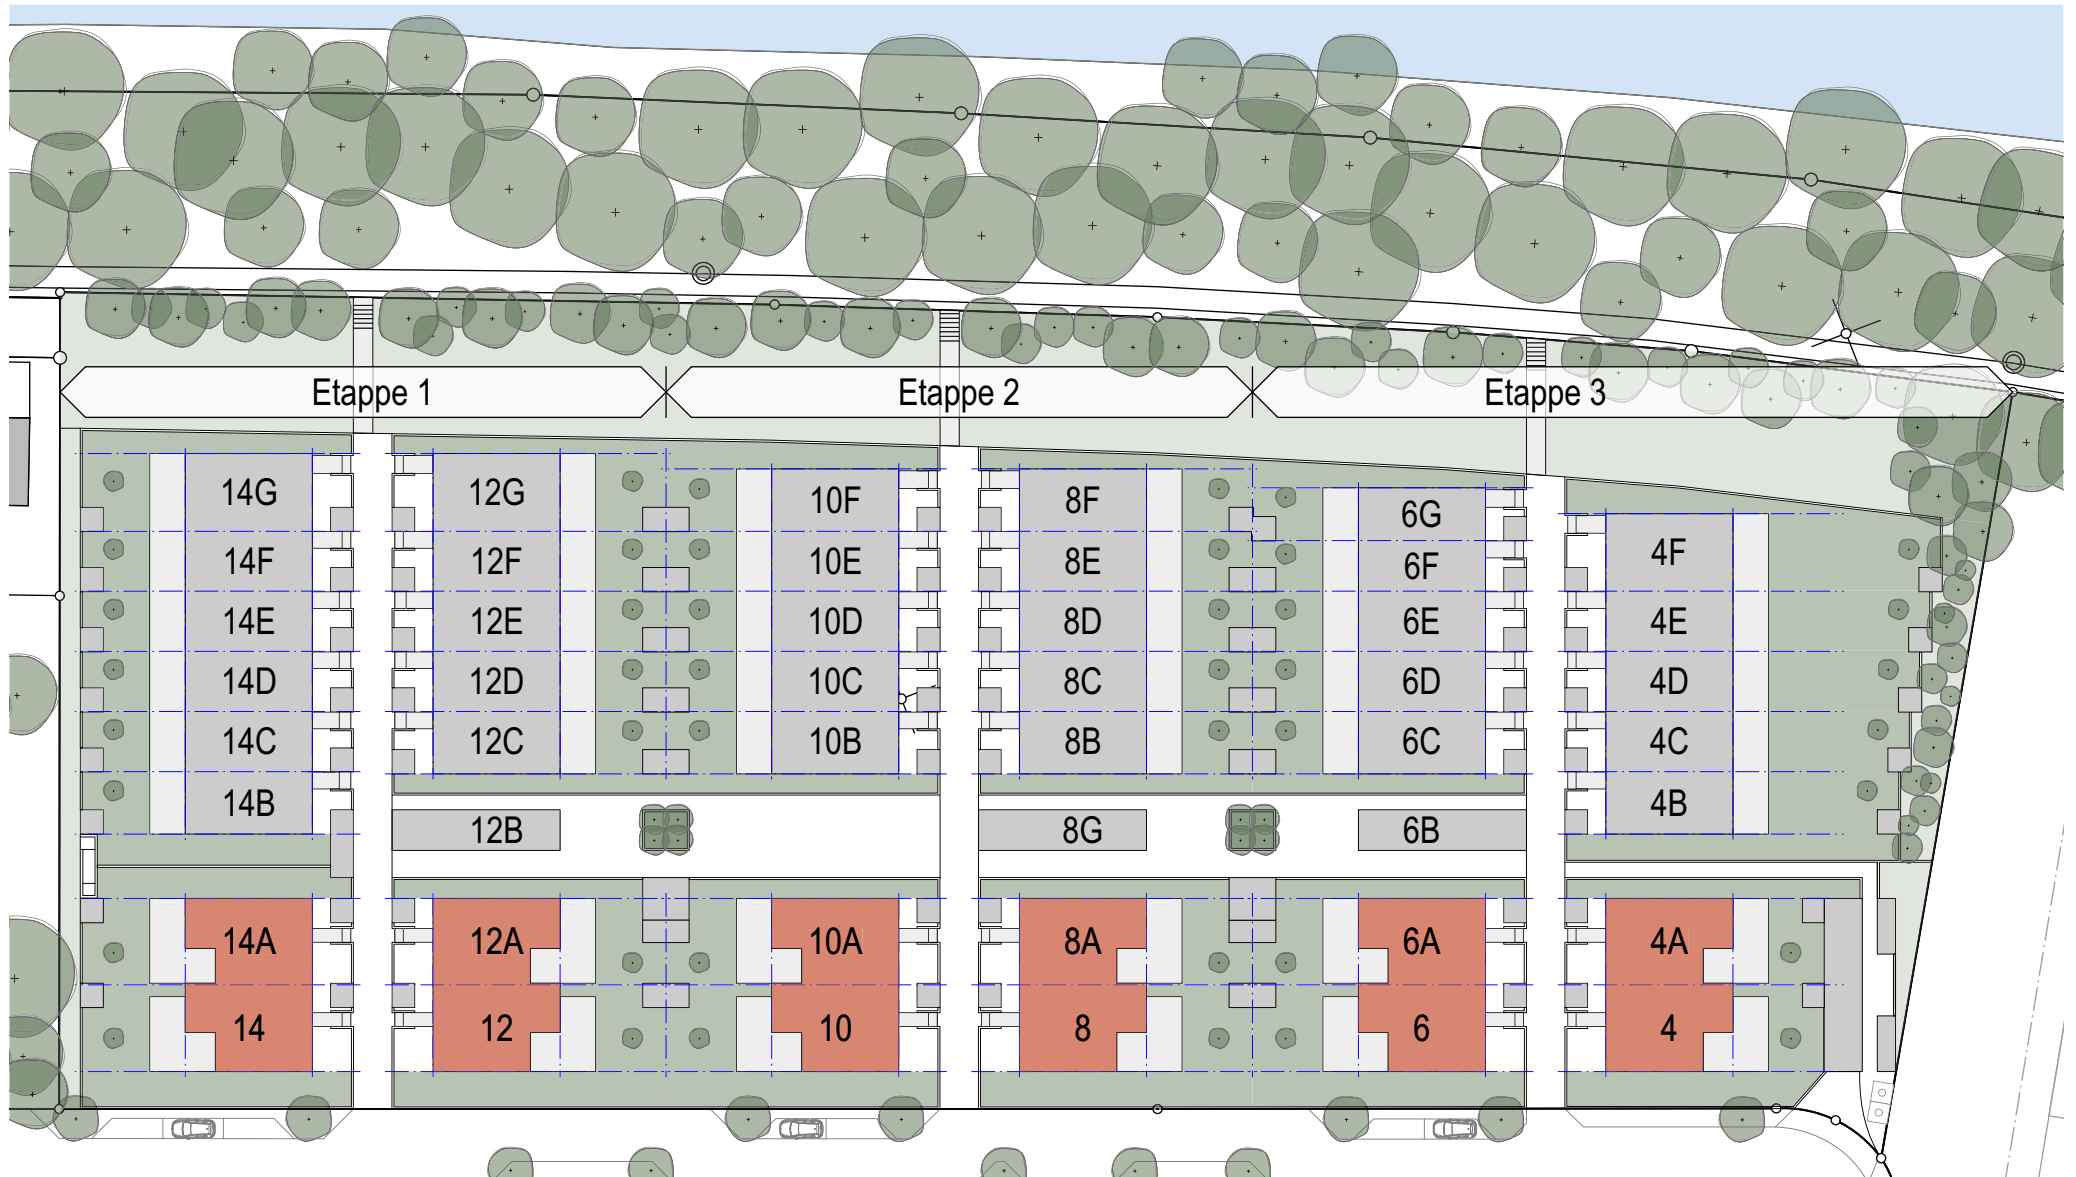 Etappe 1 Etappe 2 Etappe 3
14G 12G 10F 8F 6G 4F
14F 12F 10E 8E 6F
14E 12E 10D 8D 6E 4E
14D 12D 10C 8C 6D 4D
14C 12C 10B 8B 6C 4C
14B 4B
12B 8G 6B
14A 12A 10A 8A 6A 4A
14 12 10 8 6 4